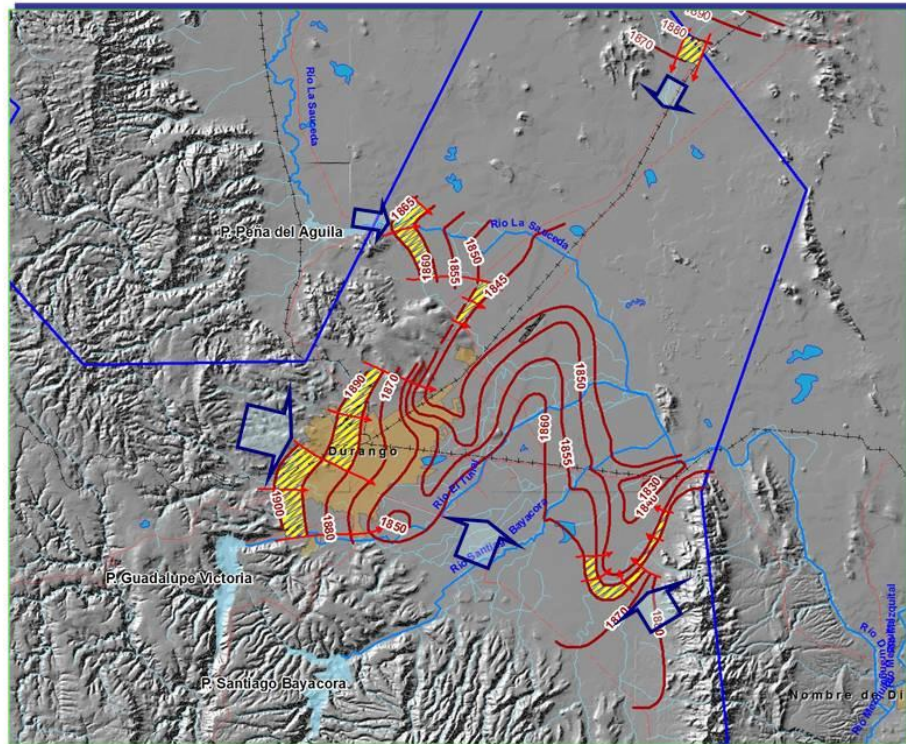 1890
1880
1870
Río La Sauceda
1865
P. Peña del Aguila
Río La Sauceda
1860
1855
1850
1845
1890
1870
1850
1860
1855
Durango
Río El Tunal
1830
1840
1900
1880
1850
Río Santiago Bayacora
P. Guadalupe Victoria
1870
P. Santiago Bayacora
Nombre de Di